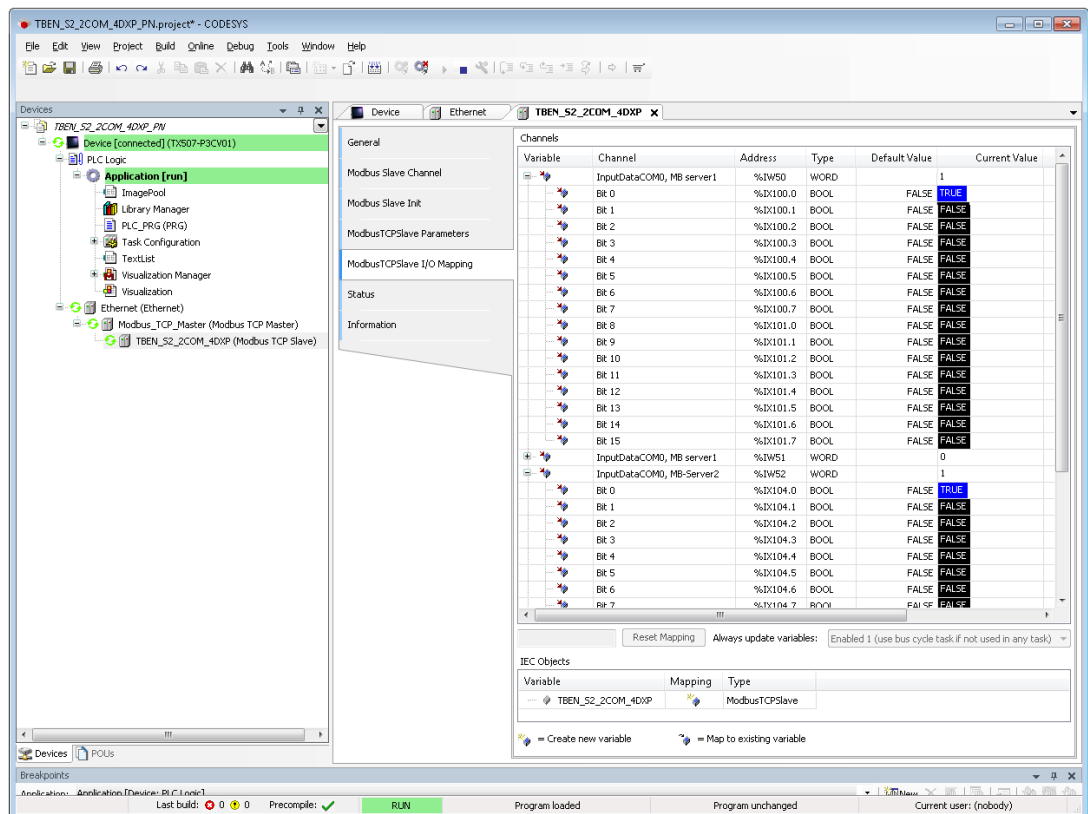 TBEN_S2_2COM_4DXP_PN.project* - CODESYS
File Edit View Project Build Online Debug Tools Window Help
Devices
TBEN_S2_2COM_4DXP_PN
Device [connected] (TX507-P3CV01)
PLC Logic
Application [run]
ImagePool
Library Manager
PLC_PRG (PRG)
Task Configuration
TextList
Visualization Manager
Visualization
Ethernet (Ethernet)
Modbus_TCP_Master (Modbus TCP Master)
TBEN_S2_2COM_4DXP (Modbus TCP Slave)
Devices POUs
Device Ethernet TBEN_S2_2COM_4DXP
General
Modbus Slave Channel
Modbus Slave Init
ModbusTCPSlave Parameters
ModbusTCPSlave I/O Mapping
Status
Information
Channels
Variable Channel Address Type Default Value Current Value
InputDataCOM0, MB server1 %IW50 WORD 1
Bit 0 %IX100.0 BOOL FALSE TRUE
Bit 1 %IX100.1 BOOL FALSE FALSE
Bit 2 %IX100.2 BOOL FALSE FALSE
Bit 3 %IX100.3 BOOL FALSE FALSE
Bit 4 %IX100.4 BOOL FALSE FALSE
Bit 5 %IX100.5 BOOL FALSE FALSE
Bit 6 %IX100.6 BOOL FALSE FALSE
Bit 7 %IX100.7 BOOL FALSE FALSE
Bit 8 %IX101.0 BOOL FALSE FALSE
Bit 9 %IX101.1 BOOL FALSE FALSE
Bit 10 %IX101.2 BOOL FALSE FALSE
Bit 11 %IX101.3 BOOL FALSE FALSE
Bit 12 %IX101.4 BOOL FALSE FALSE
Bit 13 %IX101.5 BOOL FALSE FALSE
Bit 14 %IX101.6 BOOL FALSE FALSE
Bit 15 %IX101.7 BOOL FALSE FALSE
InputDataCOM0, MB server1 %IW51 WORD 0
InputDataCOM0, MB-Server2 %IW52 WORD 1
Bit 0 %IX104.0 BOOL FALSE TRUE
Bit 1 %IX104.1 BOOL FALSE FALSE
Bit 2 %IX104.2 BOOL FALSE FALSE
Bit 3 %IX104.3 BOOL FALSE FALSE
Bit 4 %IX104.4 BOOL FALSE FALSE
Bit 5 %IX104.5 BOOL FALSE FALSE
Bit 6 %IX104.6 BOOL FALSE FALSE
Bit 7 %IX104.7 BOOL FALSE FALSE
Reset Mapping Always update variables: Enabled 1 (use bus cycle task if not used in any task)
IEC Objects
Variable Mapping Type
TBEN_S2_2COM_4DXP ModbusTCPSlave
= Create new variable = Map to existing variable
Breakpoints
Application: Application [Device: PLC Logic] New
Last build: 0 0 Precompile: RUN Program loaded Program unchanged Current user: (nobody)